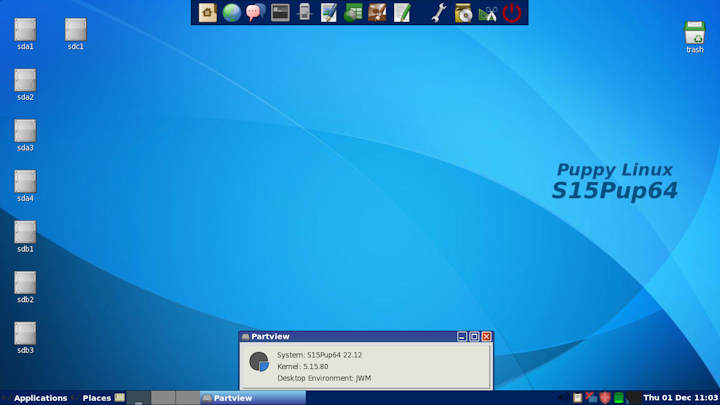 sda1
sdc1
trash
sda2
sda3
sda4
sdb1
sdb2
sdb3
Puppy Linux
S15Pup64
Partview
System: S15Pup64 22.12
Kernel: 5.15.80
Desktop Environment: JWM
Applications Places Partview Thu 01 Dec 11:03